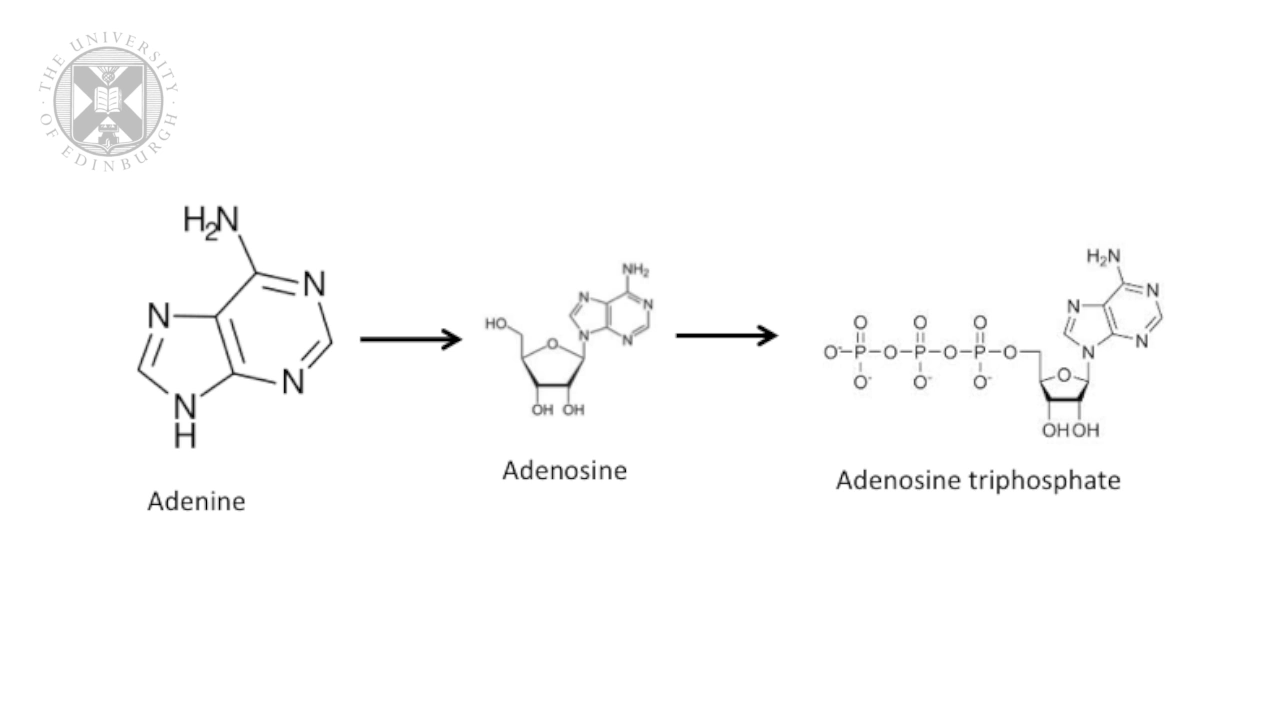 THE UNIVERSITY OF EDINBURGH
H2N
N
N
N
N
H
Adenine
NH2
N
N
N
N
HO
O
OH OH
Adenosine
H2N
N
N
N
N
O O O
O- P O P O P O
O- O- O-
O
OH OH
Adenosine triphosphate